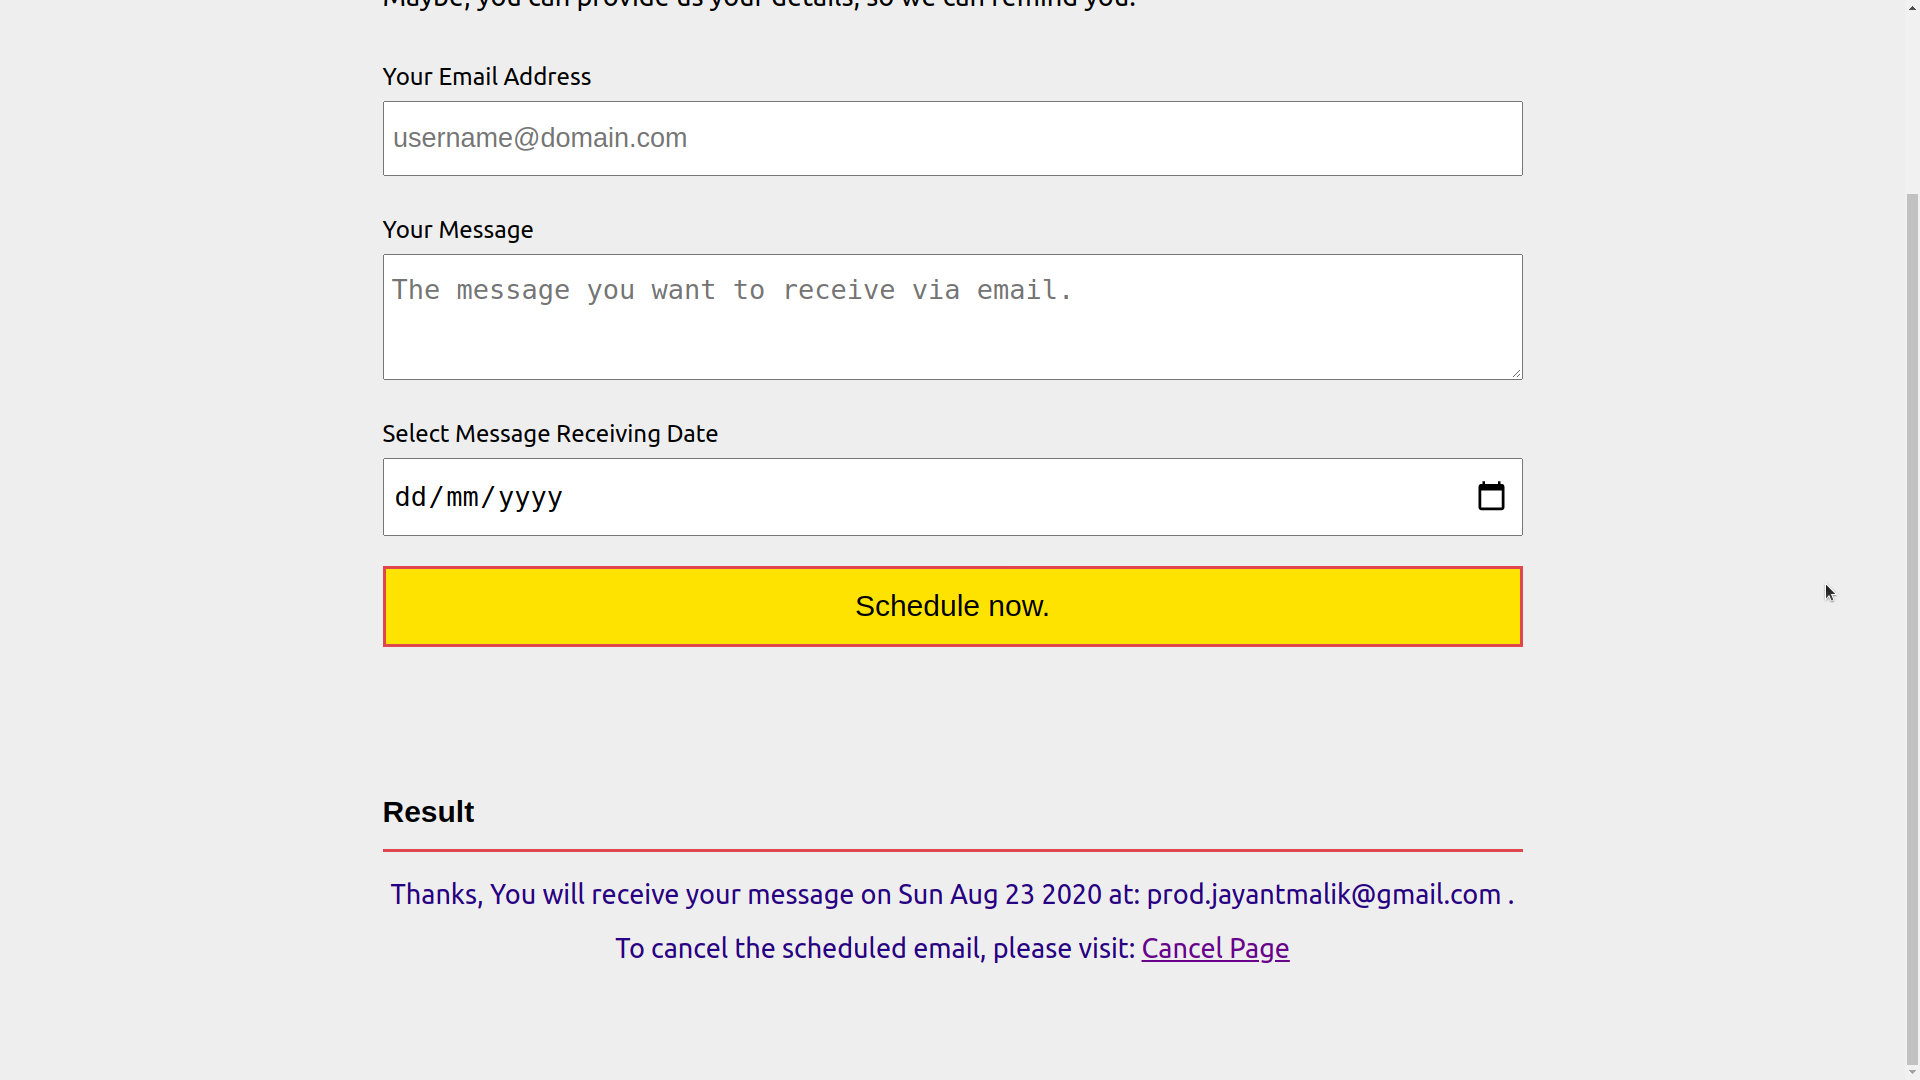 Maybe, you can provide us your details, so we can remind you.
Your Email Address
username@domain.com
Your Message
The message you want to receive via email.
Select Message Receiving Date
dd/mm/yyyy
Schedule now.
Result
Thanks, You will receive your message on Sun Aug 23 2020 at: prod.jayantmalik@gmail.com .
To cancel the scheduled email, please visit: Cancel Page